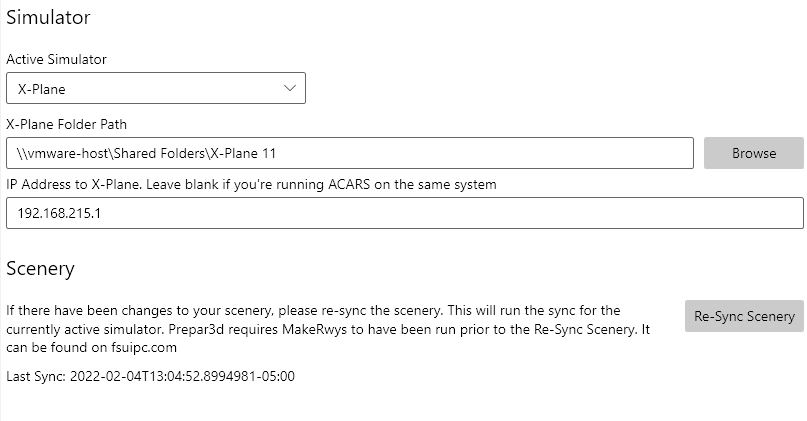 Simulator
Active Simulator
X-Plane
X-Plane Folder Path
\\vmware-host\Shared Folders\X-Plane 11
Browse
IP Address to X-Plane. Leave blank if you're running ACARS on the same system
192.168.215.1
Scenery
If there have been changes to your scenery, please re-sync the scenery. This will run the sync for the
currently active simulator. Prepar3d requires MakeRwys to have been run prior to the Re-Sync Scenery. It
can be found on fsuipc.com
Re-Sync Scenery
Last Sync: 2022-02-04T13:04:52.8994981-05:00